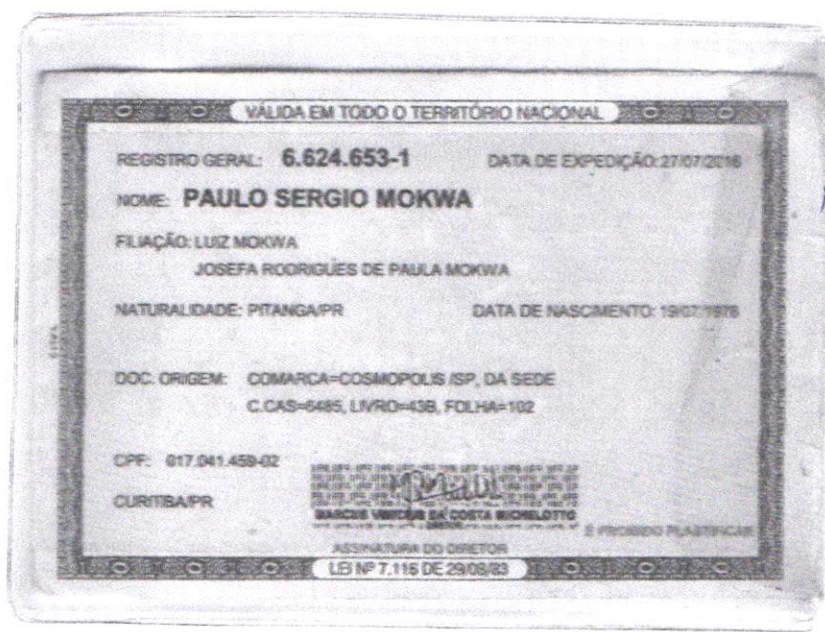 VÁLIDA EM TODO O TERRITÓRIO NACIONAL
REGISTRO GERAL: 6.624.653-1 DATA DE EXPEDIÇÃO: 27/07/2016
NOME: PAULO SERGIO MOKWA
FILIAÇÃO: LUIZ MOKWA
JOSEFA RODRIGUES DE PAULA MOKWA
NATURALIDADE: PITANGA/PR DATA DE NASCIMENTO: 19/07/1976
DOC. ORIGEM: COMARCA=COSMOPOLIS /SP, DA SEDE
C.CAS=6485, LIVRO=43B, FOLHA=102
CPF: 017.041.459-02
CURITIBA/PR
MARCUS VINICIUS DA COSTA MICHELOTTO
É PROIBIDO PLASTIFICAR
ASSINATURA DO DIRETOR
LEI Nº 7.116 DE 29/08/83